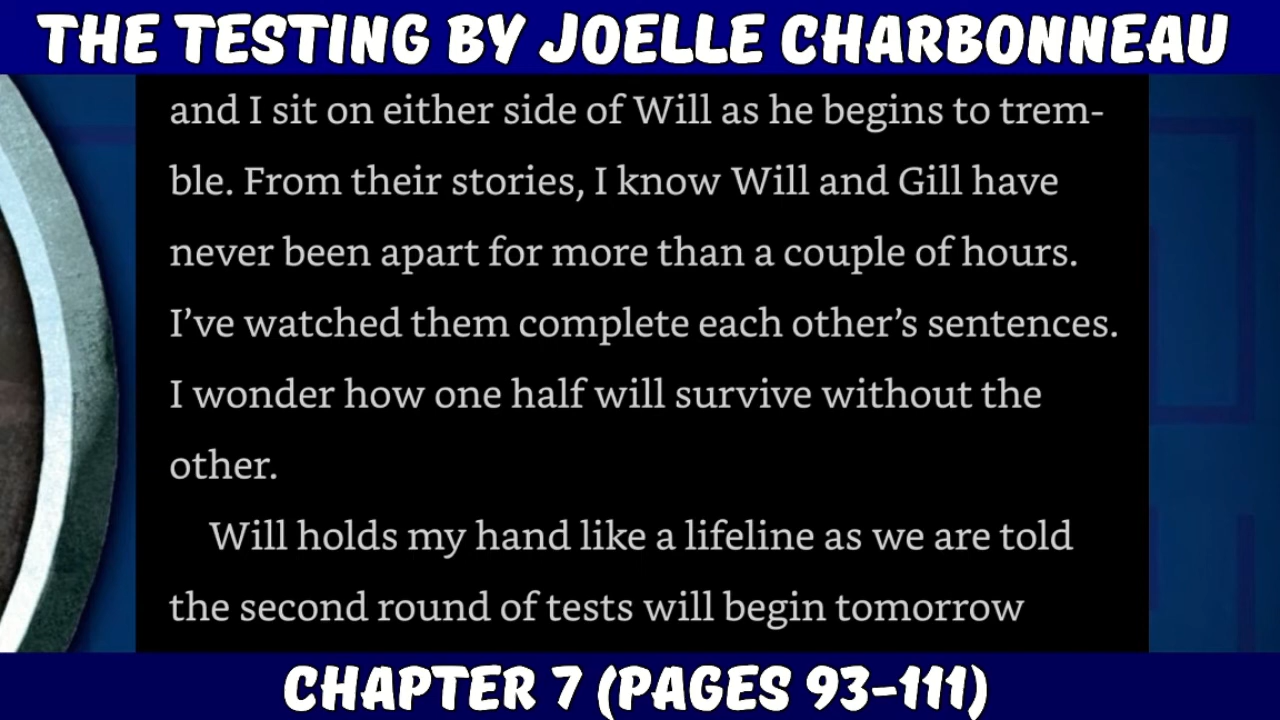 THE TESTING BY JOELLE CHARBONNEAU
and I sit on either side of Will as he begins to trem-
ble. From their stories, I know Will and Gill have
never been apart for more than a couple of hours.
I’ve watched them complete each other’s sentences.
I wonder how one half will survive without the
other.
Will holds my hand like a lifeline as we are told
the second round of tests will begin tomorrow
CHAPTER 7 (PAGES 93-111)